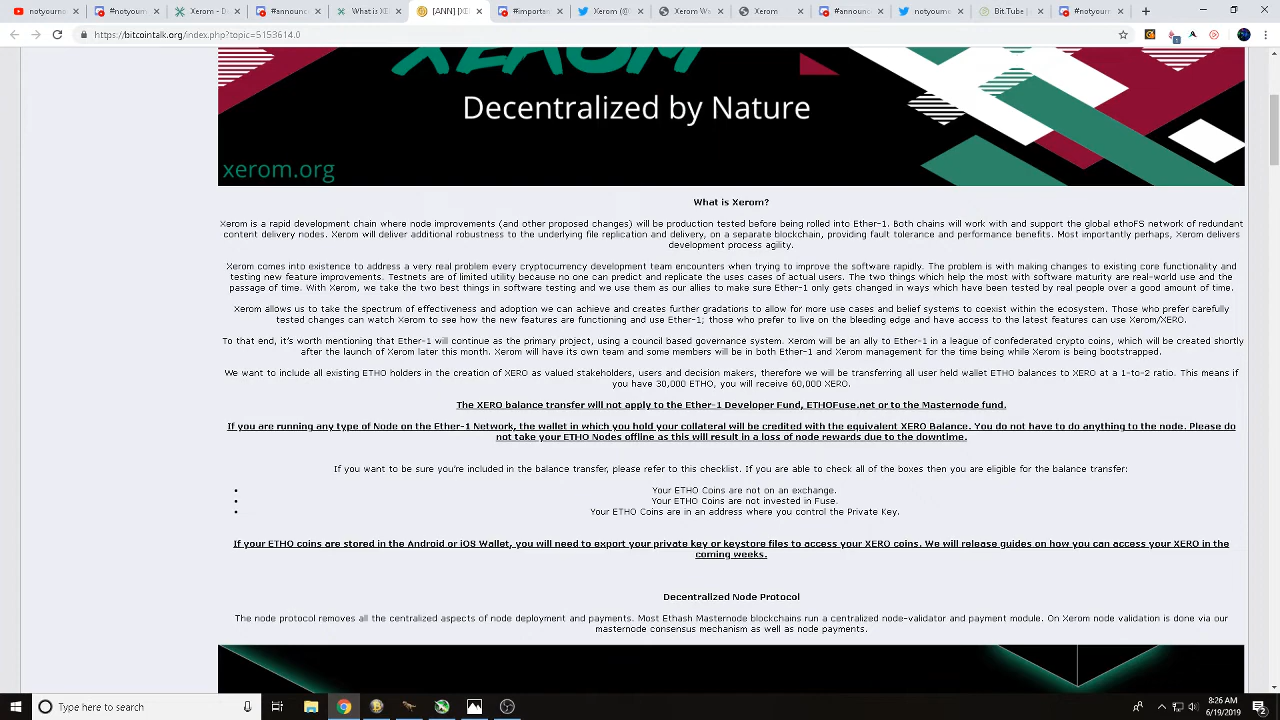 notyoure
notyoum
Xerom -
#announc
What is XE
[ANN] [XE
#importa
Xerom (@
Xerom We
Xerom
#announc
notyoume
Bit.Tube |
notyoure
https://bitcointalk.org/index.php?topic=5153614.0
XEROM
Decentralized by Nature
xerom.org
What is Xerom?
Xerom is a rapid development chain where node improvements (and other proposed changes) will be production tested before being rolled into Ether-1. Both chains will work with and support the global ethoFS network of redundant
content delivery nodes. Xerom will deliver additional robustness to the underlying file replication and delivery, on a separate blockchain, providing fault tolerance and performance benefits. Most importantly perhaps, Xerom delivers
development process agility.
Xerom comes into existence to address a very real problem every cryptocurrency development team encounters when trying to improve the software rapidly. The problem is with making changes to existing core functionality and
testing new feature improvements. Testnets are of limited utility because no one can predict and replicate the uses cases of actual users. The two things which help the most with software maturity are real-world use and the
passage of time. With Xerom, we take the two best things in software testing and we use them as our allies to make sure Ether-1 only gets changed in ways which have been tested by real people over a good amount of time.
Xerom allows us to take the spectrum of effectiveness and adoption we can achieve and creates further gradations to allow for more use cases and belief systems to coexist within the ecosystem. Those who prefer carefully
tested changes can watch Xerom to see how the new features are functioning and use Ether-1; those who prefer to live on the bleeding edge and have access to the latest features can use Xerom/XERO.
To that end, it's worth mentioning that Ether-1 will continue as the primary project, using a council based governance system. Xerom will be an ally to Ether-1 in a league of confederated crypto coins, which will be created shortly
after the launch of Xerom later this month. Xerom will have its own team and some members will be in both Ether-1 and Xerom management for the time being while Xerom is being bootstrapped.
We want to include all existing ETHO holders in the creation of XERO as valued stakeholders, users and decision makers, therefore we will be transferring all user held wallet ETHO balances to XERO at a 1-to-2 ratio. This means if
you have 30,000 ETHO, you will receive 60,000 XERO.
The XERO balance transfer will not apply to the Ether-1 Developer Fund, ETHOFuse.net or to the Masternode fund.
If you are running any type of Node on the Ether-1 Network, the wallet in which you hold your collateral will be credited with the equivalent XERO Balance. You do not have to do anything to the node. Please do
not take your ETHO Nodes offline as this will result in a loss of node rewards due to the downtime.
If you want to be sure you're included in the balance transfer, please refer to this checklist. If you are able to check all of the boxes then you are eligible for the balance transfer:
• Your ETHO Coins are not on an exchange.
• Your ETHO Coins are not invested in Fuse.
• Your ETHO Coins are in an address where you control the Private Key.
If your ETHO coins are stored in the Android or iOS Wallet, you will need to export your private key or keystore files to access your XERO coins. We will release guides on how you can access your XERO in the
coming weeks.
Decentralized Node Protocol
The node protocol removes all the centralized aspects of node deployment and payments. Most Ethash Masternode blockchains run a centralized node-validator and payment module. On Xerom node validation is done via our
masternode consensus mechanism as well as node payments.
Type here to search
8:26 AM
6/19/2019